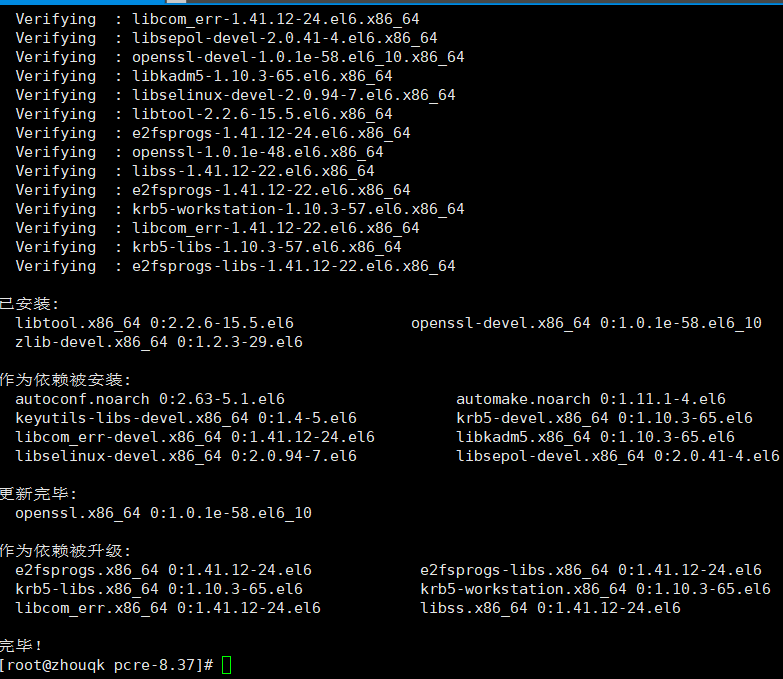 Verifying  : libcom_err-1.41.12-24.el6.x86_64
Verifying  : libsepol-devel-2.0.41-4.el6.x86_64
Verifying  : openssl-devel-1.0.1e-58.el6_10.x86_64
Verifying  : libkadm5-1.10.3-65.el6.x86_64
Verifying  : libselinux-devel-2.0.94-7.el6.x86_64
Verifying  : libtool-2.2.6-15.5.el6.x86_64
Verifying  : e2fsprogs-1.41.12-24.el6.x86_64
Verifying  : openssl-1.0.1e-48.el6.x86_64
Verifying  : libss-1.41.12-22.el6.x86_64
Verifying  : e2fsprogs-1.41.12-22.el6.x86_64
Verifying  : krb5-workstation-1.10.3-57.el6.x86_64
Verifying  : libcom_err-1.41.12-22.el6.x86_64
Verifying  : krb5-libs-1.10.3-57.el6.x86_64
Verifying  : e2fsprogs-libs-1.41.12-22.el6.x86_64
已安装:
libtool.x86_64 0:2.2.6-15.5.el6 openssl-devel.x86_64 0:1.0.1e-58.el6_10
zlib-devel.x86_64 0:1.2.3-29.el6
作为依赖被安装:
autoconf.noarch 0:2.63-5.1.el6 automake.noarch 0:1.11.1-4.el6
keyutils-libs-devel.x86_64 0:1.4-5.el6 krb5-devel.x86_64 0:1.10.3-65.el6
libcom_err-devel.x86_64 0:1.41.12-24.el6 libkadm5.x86_64 0:1.10.3-65.el6
libselinux-devel.x86_64 0:2.0.94-7.el6 libsepol-devel.x86_64 0:2.0.41-4.el6
更新完毕:
openssl.x86_64 0:1.0.1e-58.el6_10
作为依赖被升级:
e2fsprogs.x86_64 0:1.41.12-24.el6 e2fsprogs-libs.x86_64 0:1.41.12-24.el6
krb5-libs.x86_64 0:1.10.3-65.el6 krb5-workstation.x86_64 0:1.10.3-65.el6
libcom_err.x86_64 0:1.41.12-24.el6 libss.x86_64 0:1.41.12-24.el6
完毕!
[root@zhouqk pcre-8.37]#